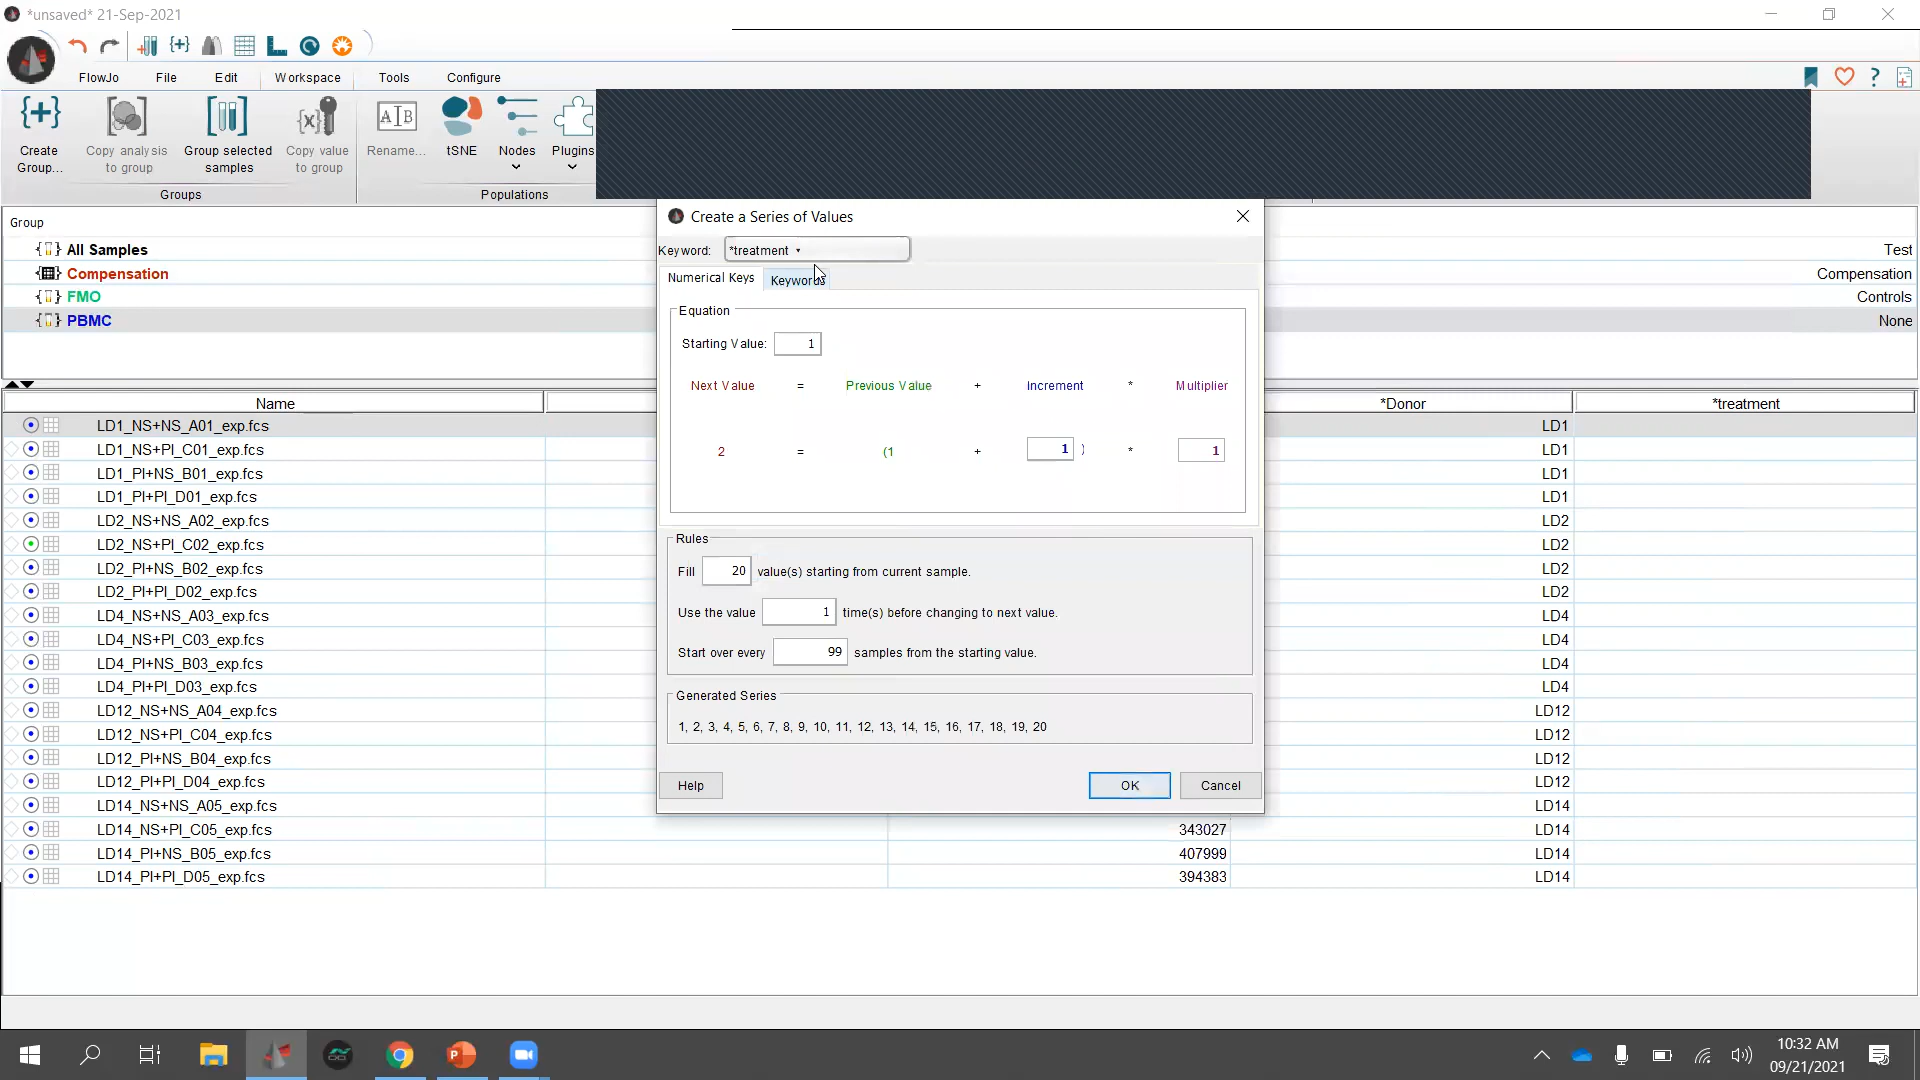 *unsaved* 21-Sep-2021
FlowJo File Edit Workspace Tools Configure
Create Group...
Copy analysis to group
Group selected samples
Copy value to group
Rename...
tSNE
Nodes
Plugins
Groups
Populations
Group
All Samples Test
Compensation Compensation
FMO Controls
PBMC None
Create a Series of Values
Keyword: *treatment
Numerical Keys Keywords
Equation
Starting Value: 1
Next Value = Previous Value + Increment * Multiplier
2 = (1 + 1 ) * 1
Rules
Fill 20 value(s) starting from current sample.
Use the value 1 time(s) before changing to next value.
Start over every 99 samples from the starting value.
Generated Series
1, 2, 3, 4, 5, 6, 7, 8, 9, 10, 11, 12, 13, 14, 15, 16, 17, 18, 19, 20
Help OK Cancel
Name *Donor *treatment
LD1_NS+NS_A01_exp.fcs LD1
LD1_NS+PI_C01_exp.fcs LD1
LD1_PI+NS_B01_exp.fcs LD1
LD1_PI+PI_D01_exp.fcs LD1
LD2_NS+NS_A02_exp.fcs LD2
LD2_NS+PI_C02_exp.fcs LD2
LD2_PI+NS_B02_exp.fcs LD2
LD2_PI+PI_D02_exp.fcs LD2
LD4_NS+NS_A03_exp.fcs LD4
LD4_NS+PI_C03_exp.fcs LD4
LD4_PI+NS_B03_exp.fcs LD4
LD4_PI+PI_D03_exp.fcs LD4
LD12_NS+NS_A04_exp.fcs LD12
LD12_NS+PI_C04_exp.fcs LD12
LD12_PI+NS_B04_exp.fcs LD12
LD12_PI+PI_D04_exp.fcs LD12
LD14_NS+NS_A05_exp.fcs LD14
LD14_NS+PI_C05_exp.fcs 343027 LD14
LD14_PI+NS_B05_exp.fcs 407999 LD14
LD14_PI+PI_D05_exp.fcs 394383 LD14
10:32 AM
09/21/2021